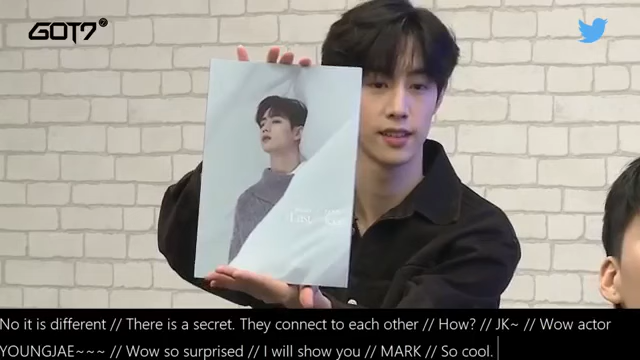 GOT7
No it is different // There is a secret. They connect to each other // How? // JK~ // Wow actor
YOUNGJAE~~~ // Wow so surprised // I will show you // MARK // So cool.